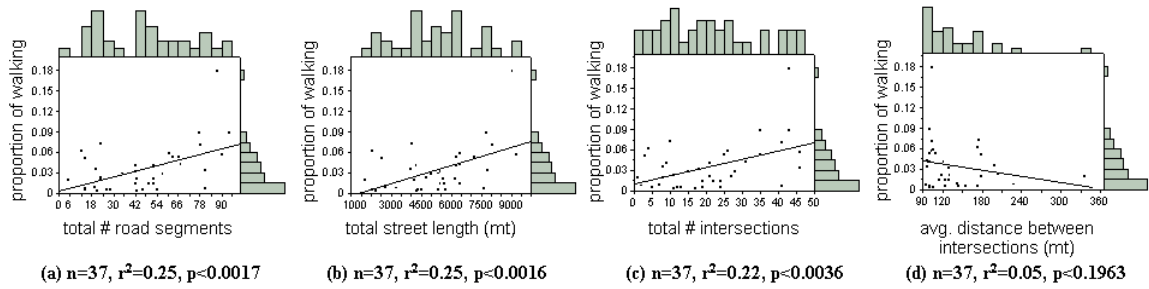 proportion of walking
0.18
0.15
0.12
0.09
0.06
0.03
0
0 6 18 30 42 54 66 78 90
total # road segments
(a) n=37, r²=0.25, p<0.0017
proportion of walking
0.18
0.15
0.12
0.09
0.06
0.03
0
1000 3000 4500 6000 7500 9000
total street length (mt)
(b) n=37, r²=0.25, p<0.0016
proportion of walking
0.18
0.15
0.12
0.09
0.06
0.03
0
0 5 10 15 20 25 30 35 40 45 50
total # intersections
(c) n=37, r²=0.22, p<0.0036
proportion of walking
0.18
0.15
0.12
0.09
0.06
0.03
0
90 120 180 240 300 360
avg. distance between
intersections (mt)
(d) n=37, r²=0.05, p<0.1963